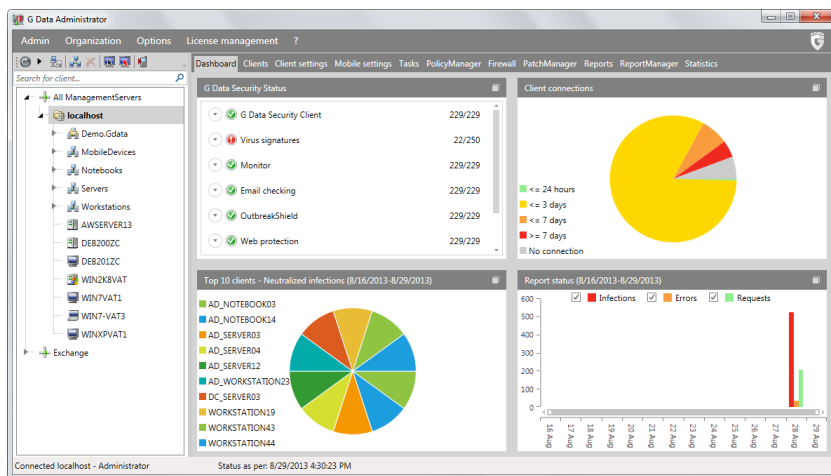 G Data Administrator
Admin Organization Options License management ?
Search for client...
All ManagementServers
localhost
Demo.Gdata
MobileDevices
Notebooks
Servers
Workstations
AWSERVER13
DEB200ZC
DEB201ZC
WIN2K8VAT
WIN7VAT1
WIN7-VAT3
WINXPVAT1
Exchange
Dashboard Clients Client settings Mobile settings Tasks PolicyManager Firewall PatchManager Reports ReportManager Statistics
G Data Security Status
G Data Security Client 229/229
Virus signatures 22/250
Monitor 229/229
Email checking 229/229
OutbreakShield 229/229
Web protection 229/229
Client connections
<= 24 hours
<= 3 days
<= 7 days
>= 7 days
No connection
Top 10 clients - Neutralized infections (8/16/2013-8/29/2013)
AD_NOTEBOOK03
AD_NOTEBOOK14
AD_SERVER03
AD_SERVER04
AD_SERVER12
AD_WORKSTATION23
DC_SERVER03
WORKSTATION19
WORKSTATION43
WORKSTATION44
Report status (8/16/2013-8/29/2013)
Infections Errors Requests
600
500
400
300
200
100
0
16 Aug
17 Aug
18 Aug
19 Aug
20 Aug
21 Aug
22 Aug
23 Aug
24 Aug
25 Aug
26 Aug
27 Aug
28 Aug
29 Aug
Connected localhost - Administrator Status as per: 8/29/2013 4:30:23 PM